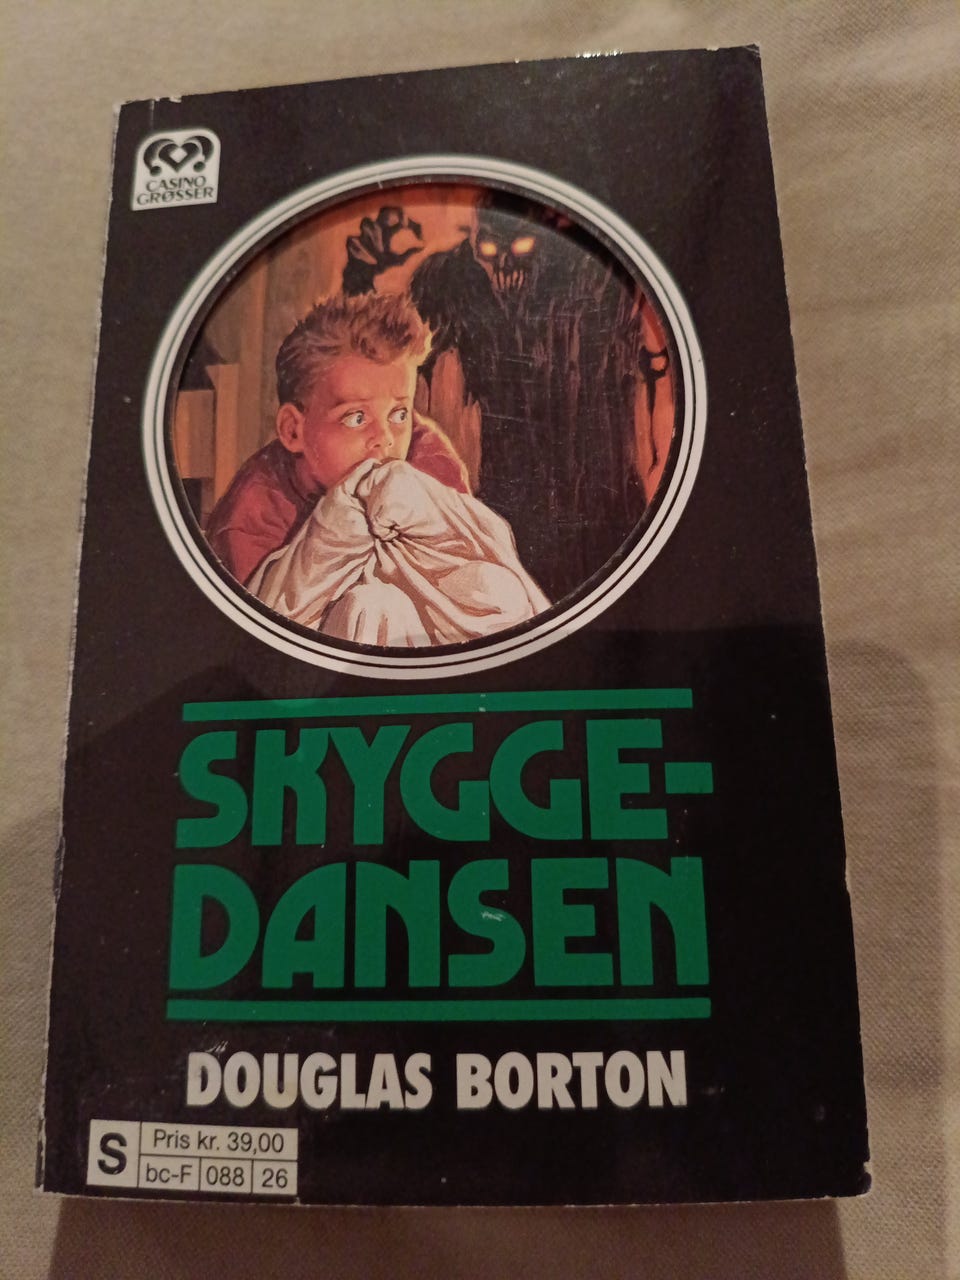 CASINO
GRØSSER
SKYGGE-
DANSEN
DOUGLAS BORTON
S
Pris kr. 39,00
bc-F 088 26